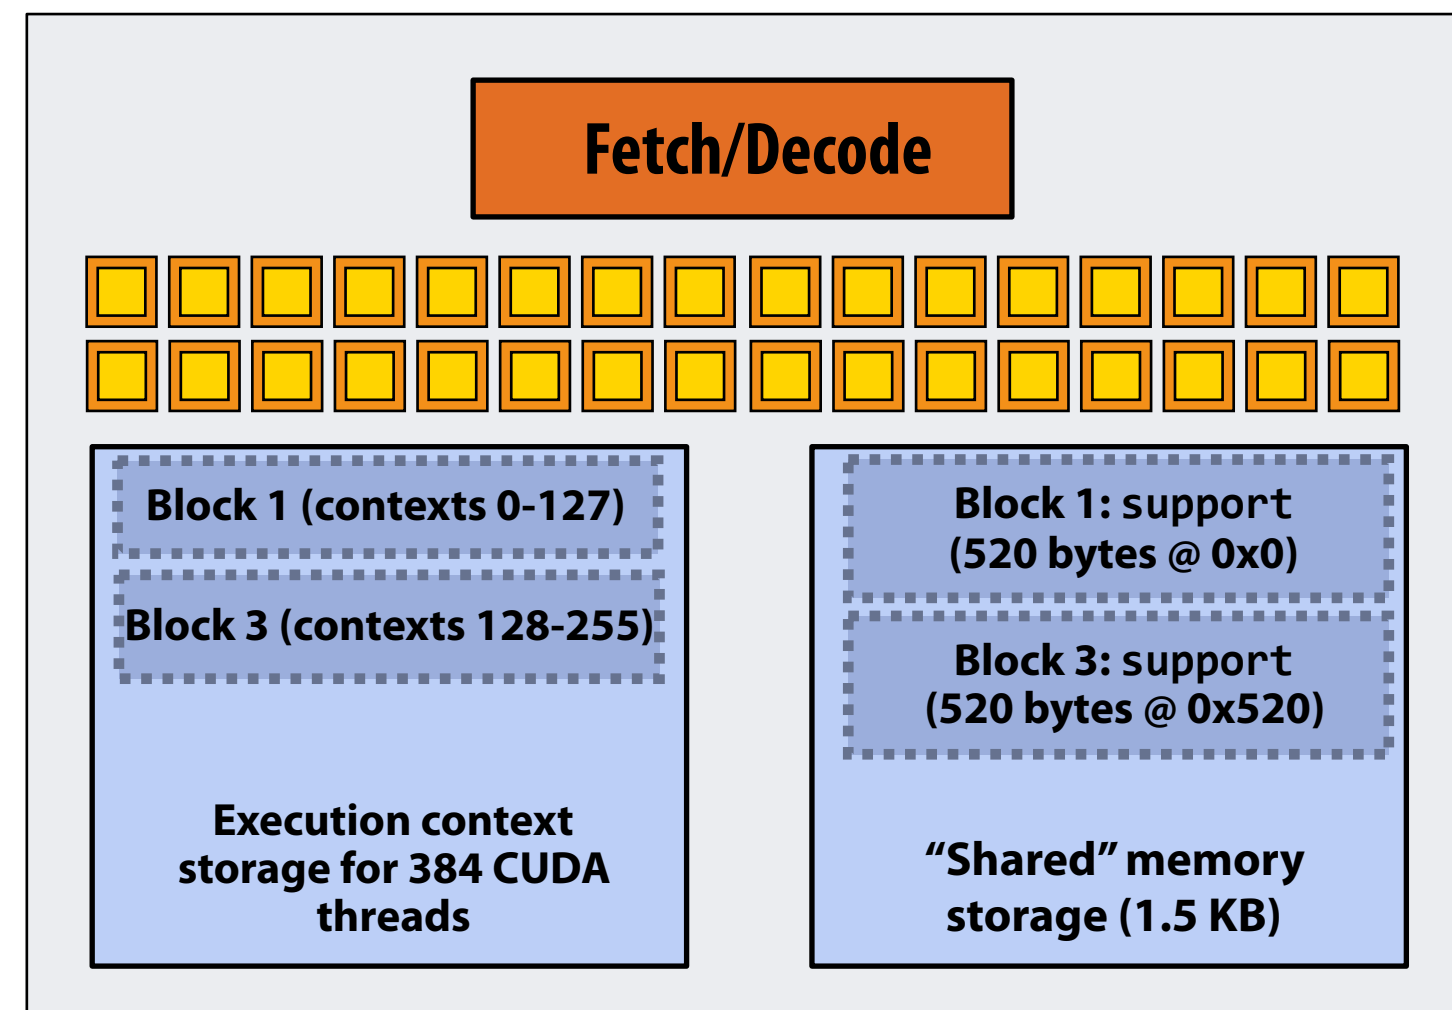 Fetch/Decode
Block 1 (contexts 0-127)
Block 3 (contexts 128-255)
Execution context
storage for 384 CUDA
threads
Block 1: support
(520 bytes @ 0x0)
Block 3: support
(520 bytes @ 0x520)
“Shared” memory
storage (1.5 KB)